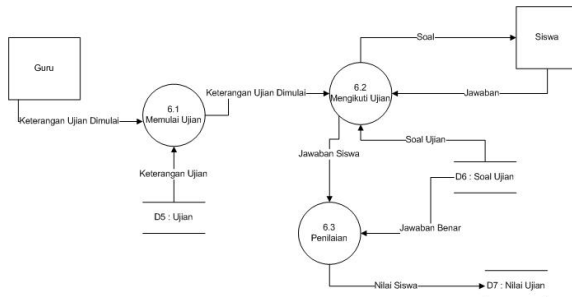 Soal
Guru
Siswa
6.2
Mengikuti Ujian
Keterangan Ujian Dimulai
Jawaban
6.1
Memulai Ujian
Keterangan Ujian Dimulai
Soal Ujian
Jawaban Siswa
Keterangan Ujian
D6 : Soal Ujian
D5 : Ujian
6.3
Penilaian
Jawaban Benar
Nilai Siswa
D7 : Nilai Ujian